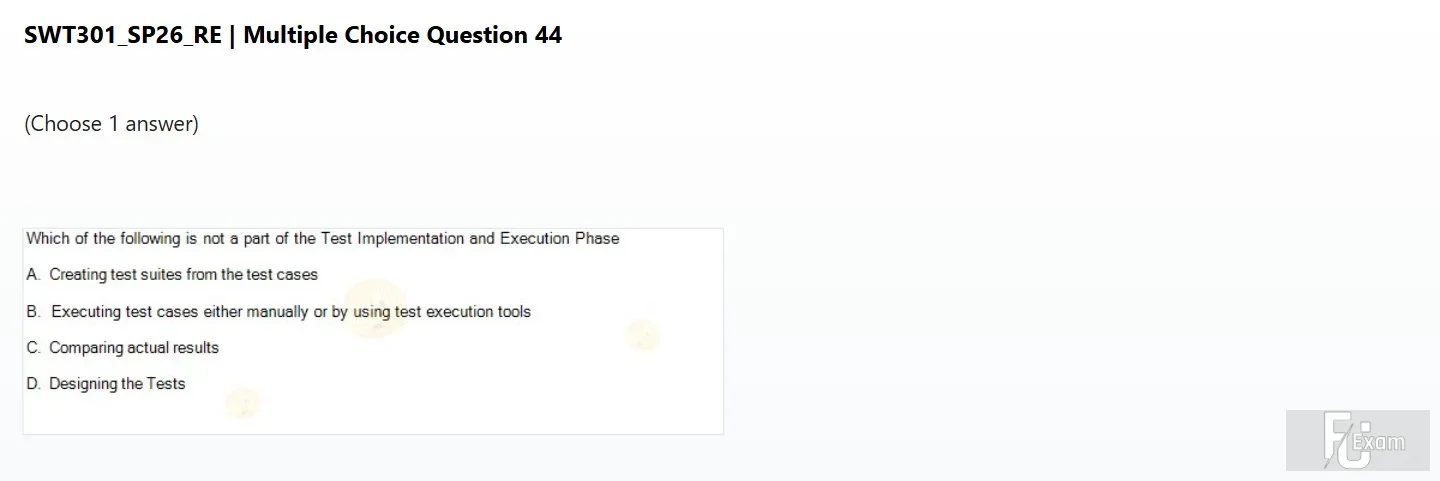 SWT301_SP26_RE | Multiple Choice Question 44
(Choose 1 answer)
Which of the following is not a part of the Test Implementation and Execution Phase
A. Creating test suites from the test cases
B. Executing test cases either manually or by using test execution tools
C. Comparing actual results
D. Designing the Tests
FU Exam